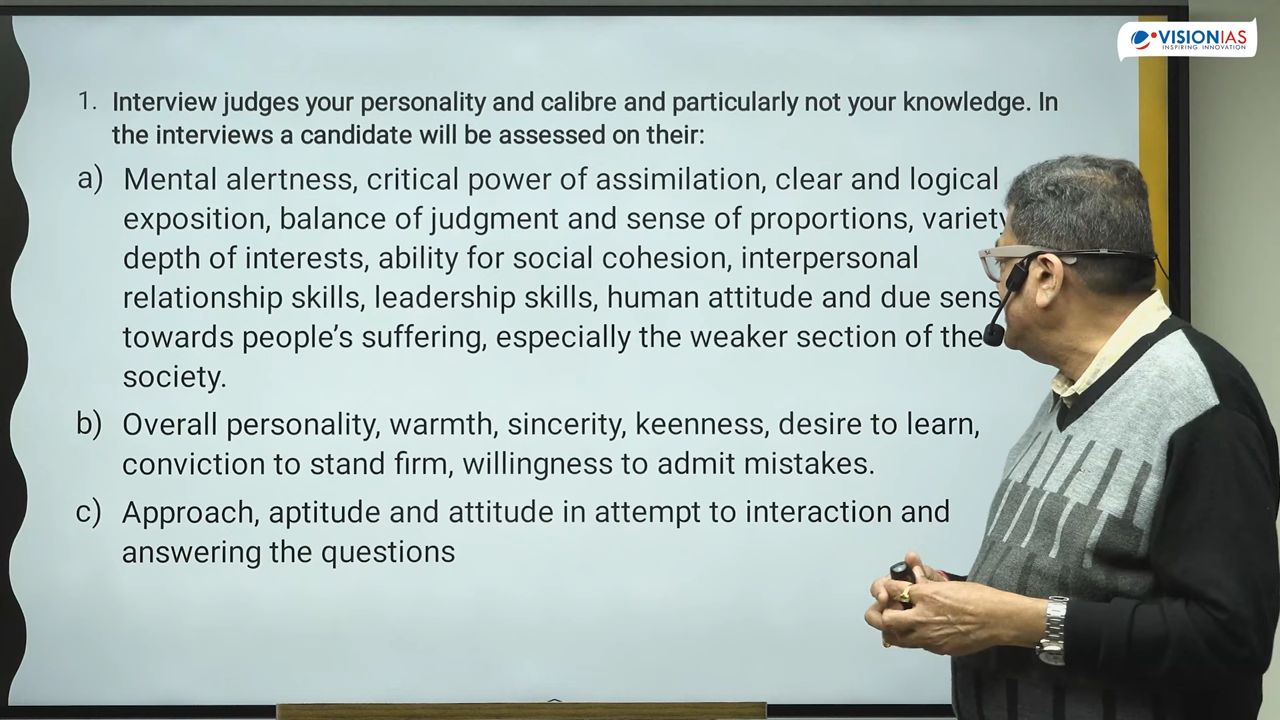 VISIONIAS
INSPIRING INNOVATION
1. Interview judges your personality and calibre and particularly not your knowledge. In
the interviews a candidate will be assessed on their:
a) Mental alertness, critical power of assimilation, clear and logical
exposition, balance of judgment and sense of proportions, variety
depth of interests, ability for social cohesion, interpersonal
relationship skills, leadership skills, human attitude and due sens
towards people's suffering, especially the weaker section of the
society.
b) Overall personality, warmth, sincerity, keenness, desire to learn,
conviction to stand firm, willingness to admit mistakes.
c) Approach, aptitude and attitude in attempt to interaction and
answering the questions